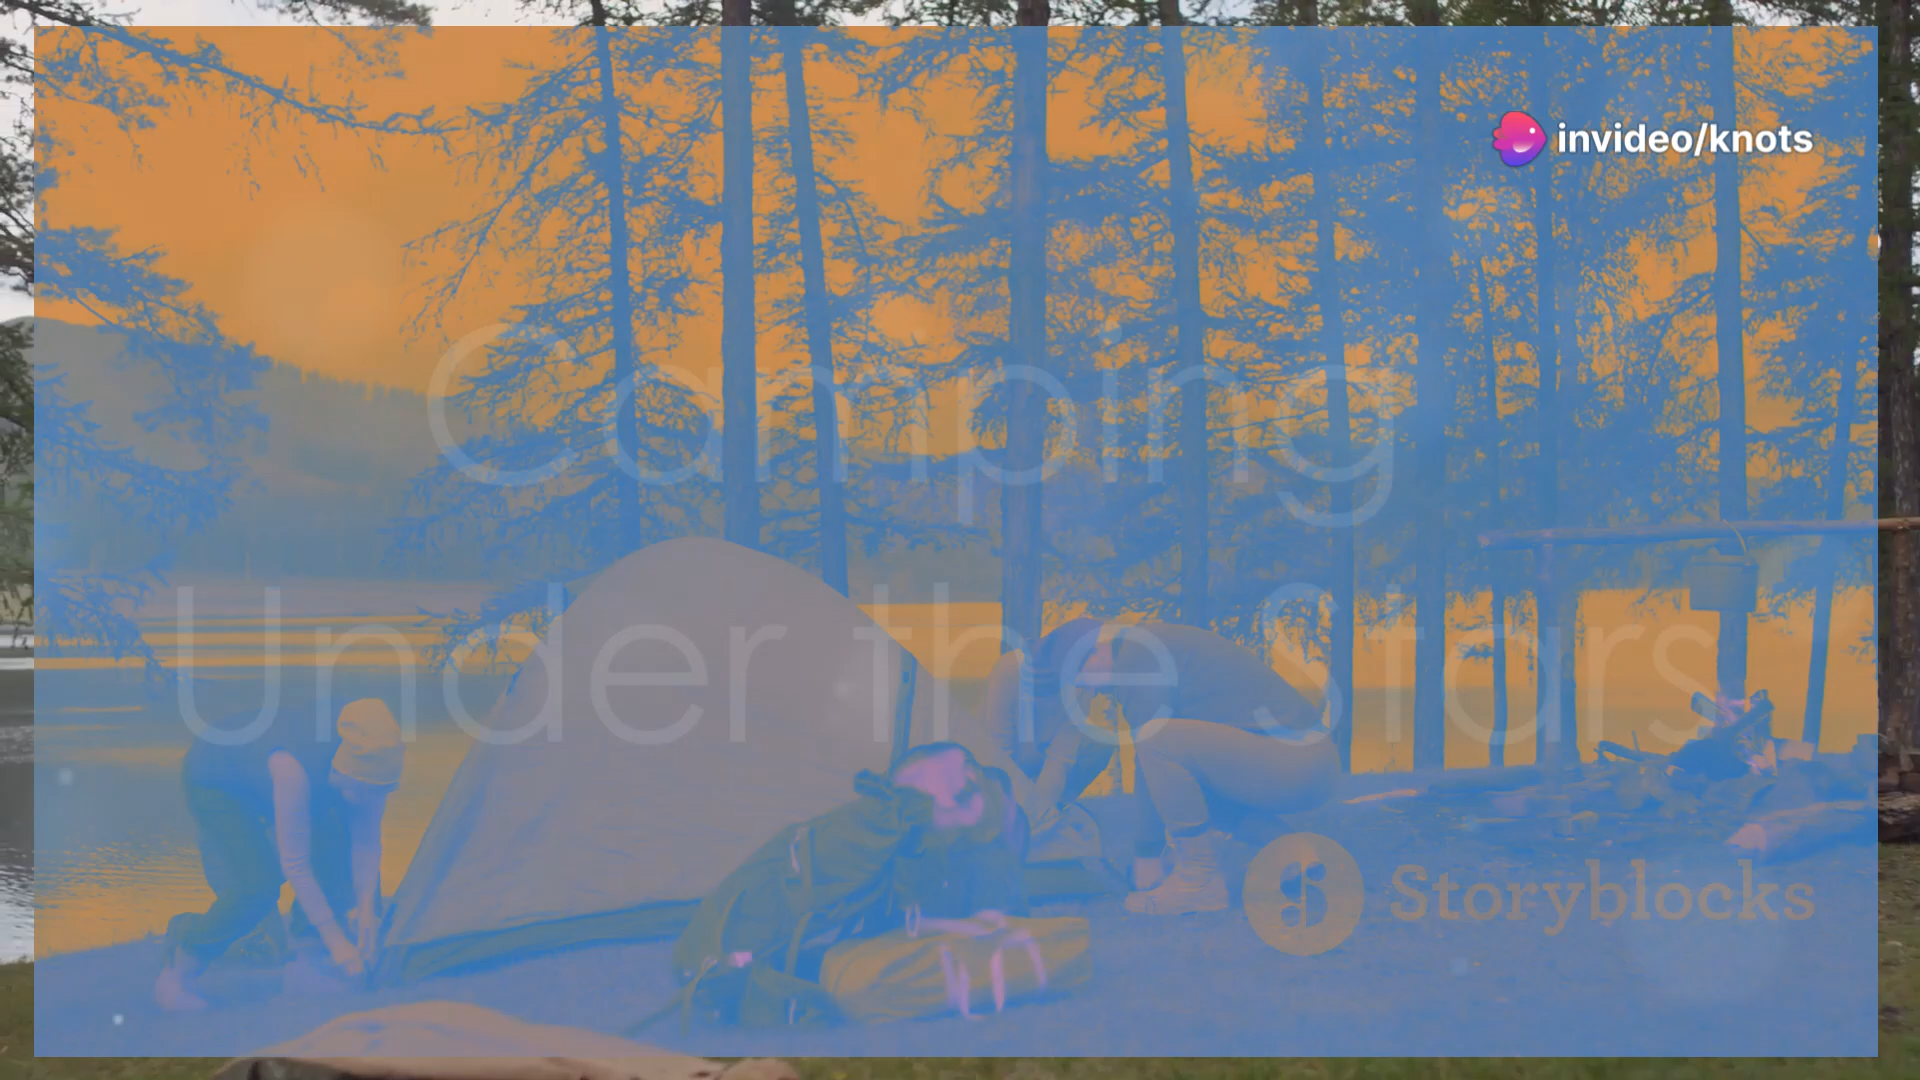 invideo/knots
Camping
Under the Stars
Storyblocks